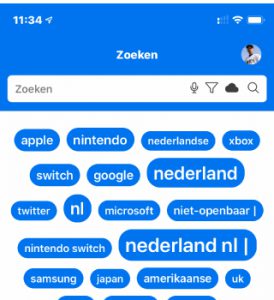 11:34
Zoeken
Zoeken
apple nintendo nederlandse xbox
switch google nederland
twitter nl microsoft niet-openbaar |
nintendo switch nederland nl |
samsung japan amerikaanse uk